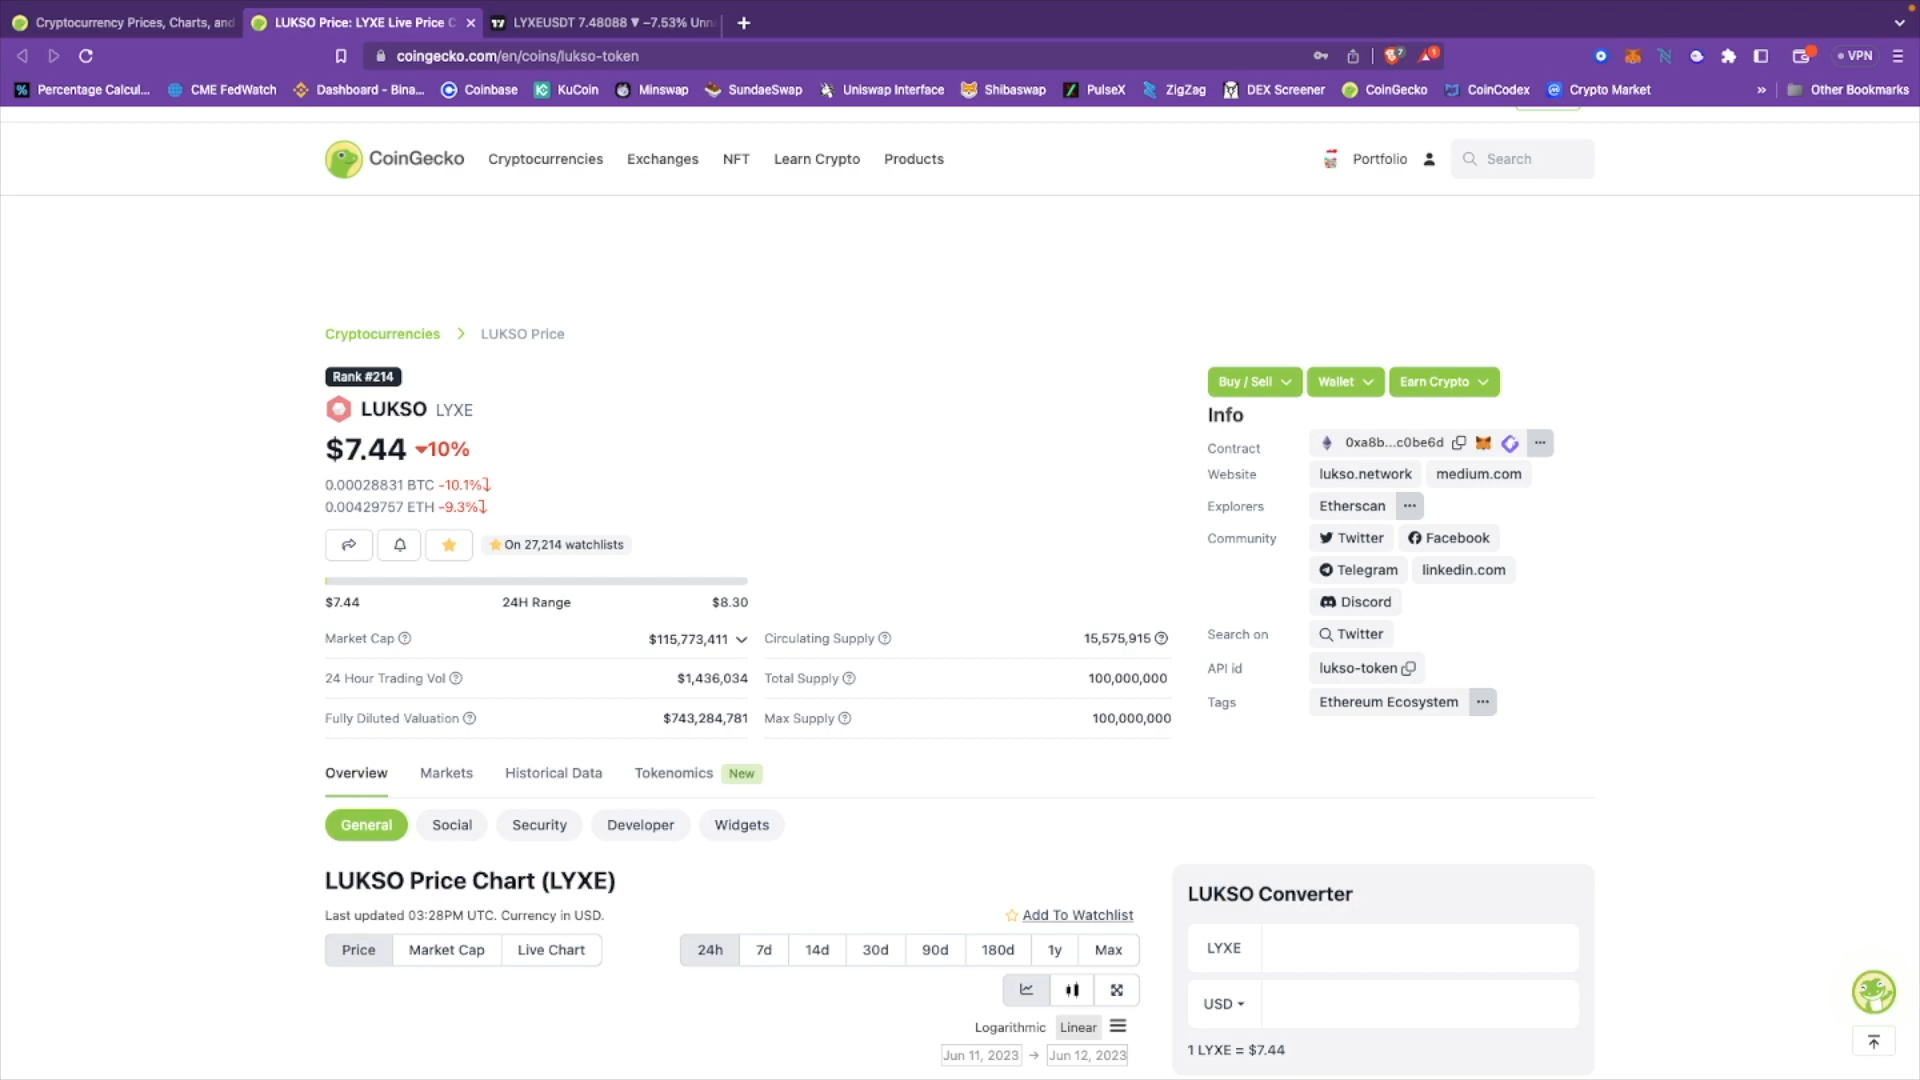 Cryptocurrency Prices, Charts, and
LUKSO Price: LYXE Live Price C
LYXEUSDT 7.48088 ▼ −7.53% Unn
coingecko.com/en/coins/lukso-token
7
1
VPN
Percentage Calcul...
CME FedWatch
Dashboard - Bina...
Coinbase
KuCoin
Minswap
SundaeSwap
Uniswap Interface
Shibaswap
PulseX
ZigZag
DEX Screener
CoinGecko
CoinCodex
Crypto Market
»
Other Bookmarks
CoinGecko
Cryptocurrencies
Exchanges
NFT
Learn Crypto
Products
Portfolio
Search
Cryptocurrencies
LUKSO Price
Rank #214
LUKSO LYXE
$7.44 10%
0.00028831 BTC -10.1%
0.00429757 ETH -9.3%
On 27,214 watchlists
$7.44 24H Range $8.30
Market Cap $115,773,411
24 Hour Trading Vol $1,436,034
Fully Diluted Valuation $743,284,781
Circulating Supply 15,575,915
Total Supply 100,000,000
Max Supply 100,000,000
Buy / Sell
Wallet
Earn Crypto
Info
Contract 0xa8b...c0be6d
Website lukso.network medium.com
Explorers Etherscan
Community Twitter Facebook
Telegram linkedin.com
Discord
Search on Twitter
API id lukso-token
Tags Ethereum Ecosystem
Overview
Markets
Historical Data
Tokenomics New
General
Social
Security
Developer
Widgets
LUKSO Price Chart (LYXE)
Last updated 03:28PM UTC. Currency in USD.
Add To Watchlist
Price
Market Cap
Live Chart
24h 7d 14d 30d 90d 180d 1y Max
Logarithmic Linear
Jun 11, 2023 → Jun 12, 2023
LUKSO Converter
LYXE
USD
1 LYXE = $7.44